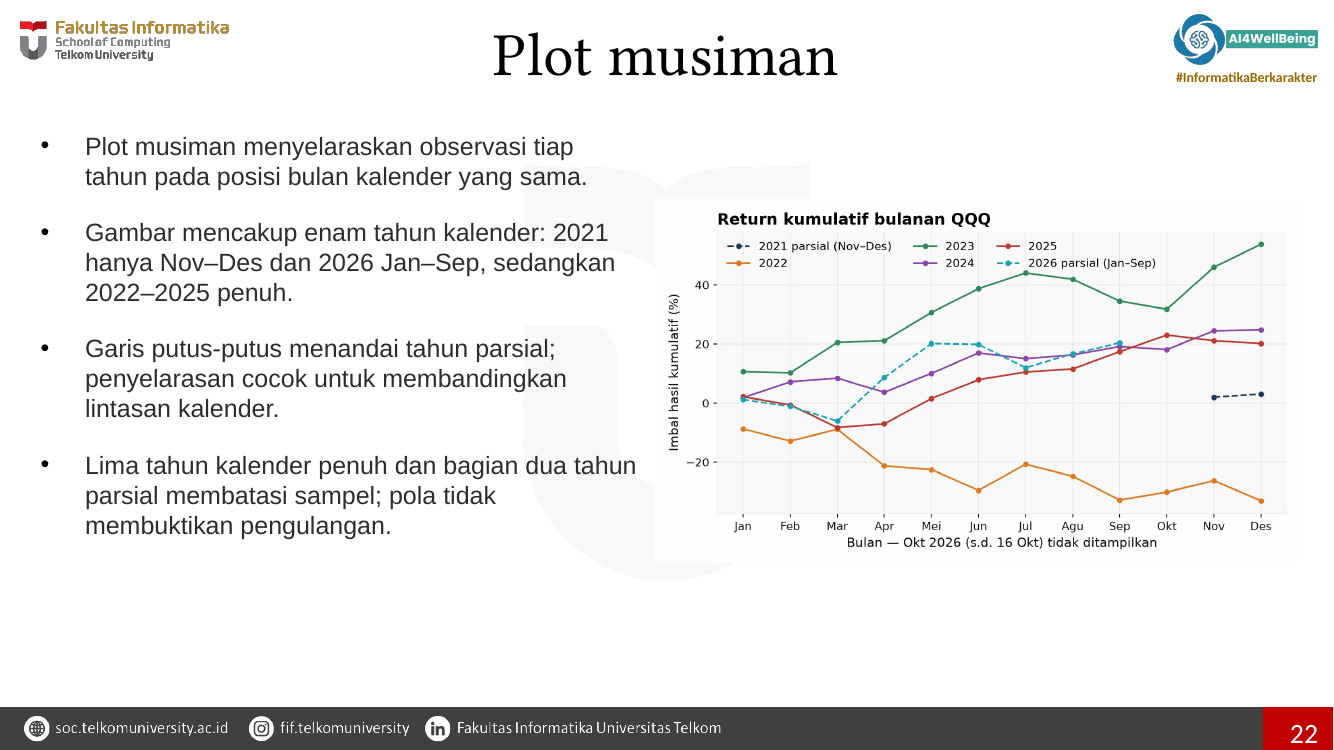 Fakultas Informatika
School of Computing
Telkom University
Plot musiman
AI4WellBeing
#InformatikaBerkarakter
• Plot musiman menyelaraskan observasi tiap
tahun pada posisi bulan kalender yang sama.
• Gambar mencakup enam tahun kalender: 2021
hanya Nov–Des dan 2026 Jan–Sep, sedangkan
2022–2025 penuh.
• Garis putus-putus menandai tahun parsial;
penyelarasan cocok untuk membandingkan
lintasan kalender.
• Lima tahun kalender penuh dan bagian dua tahun
parsial membatasi sampel; pola tidak
membuktikan pengulangan.
Return kumulatif bulanan QQQ
2021 parsial (Nov–Des) 2023 2025
2022 2024 2026 parsial (Jan–Sep)
Imbal hasil kumulatif (%)
40
20
0
−20
Jan Feb Mar Apr Mei Jun Jul Agu Sep Okt Nov Des
Bulan — Okt 2026 (s.d. 16 Okt) tidak ditampilkan
soc.telkomuniversity.ac.id fif.telkomuniversity Fakultas Informatika Universitas Telkom
22